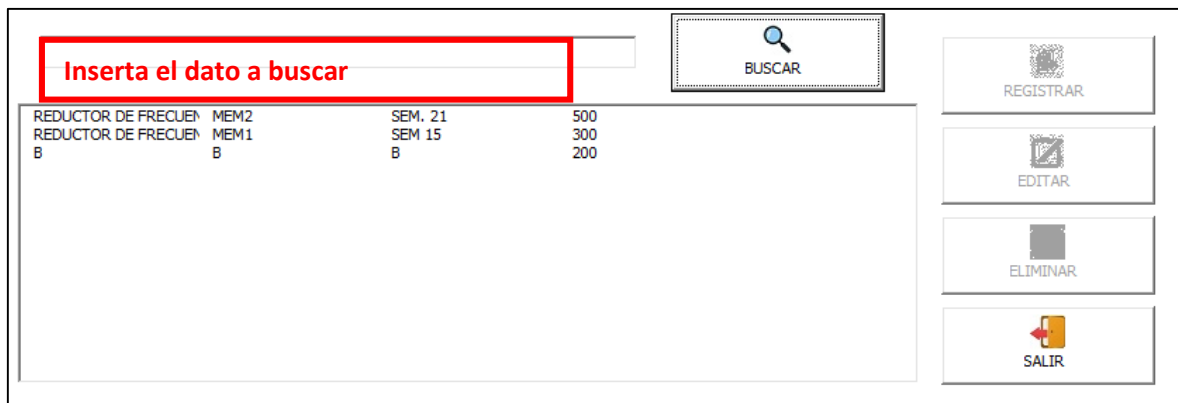 Inserta el dato a buscar
BUSCAR
REDUCTOR DE FRECUEN MEM2 SEM. 21 500
REDUCTOR DE FRECUEN MEM1 SEM 15 300
B B B 200
REGISTRAR
EDITAR
ELIMINAR
SALIR